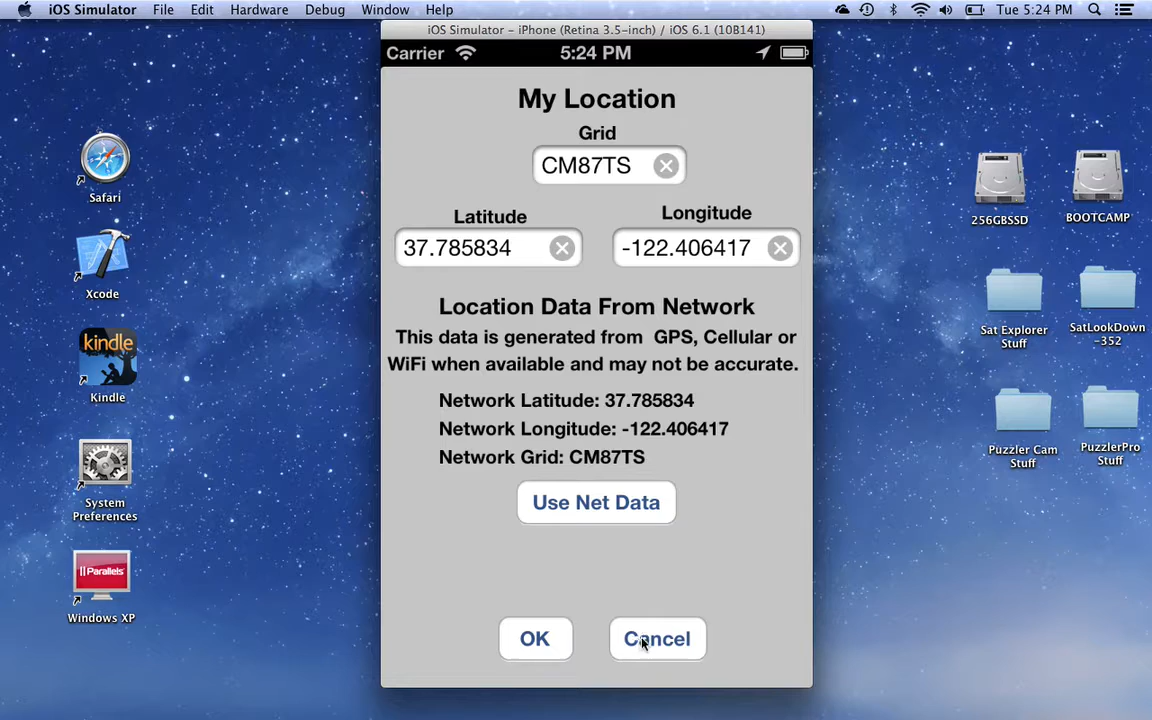 iOS Simulator File Edit Hardware Debug Window Help Tue 5:24 PM
iOS Simulator – iPhone (Retina 3.5-inch) / iOS 6.1 (10B141)
Carrier 5:24 PM
My Location
Grid
CM87TS
Latitude Longitude
37.785834 -122.406417
Location Data From Network
This data is generated from GPS, Cellular or
WiFi when available and may not be accurate.
Network Latitude: 37.785834
Network Longitude: -122.406417
Network Grid: CM87TS
Use Net Data
OK Cancel
Safari
Xcode
kindle
Kindle
System
Preferences
Parallels
Windows XP
256GBSSD BOOTCAMP
Sat Explorer
Stuff
SatLookDown
-352
Puzzler Cam
Stuff
PuzzlerPro
Stuff